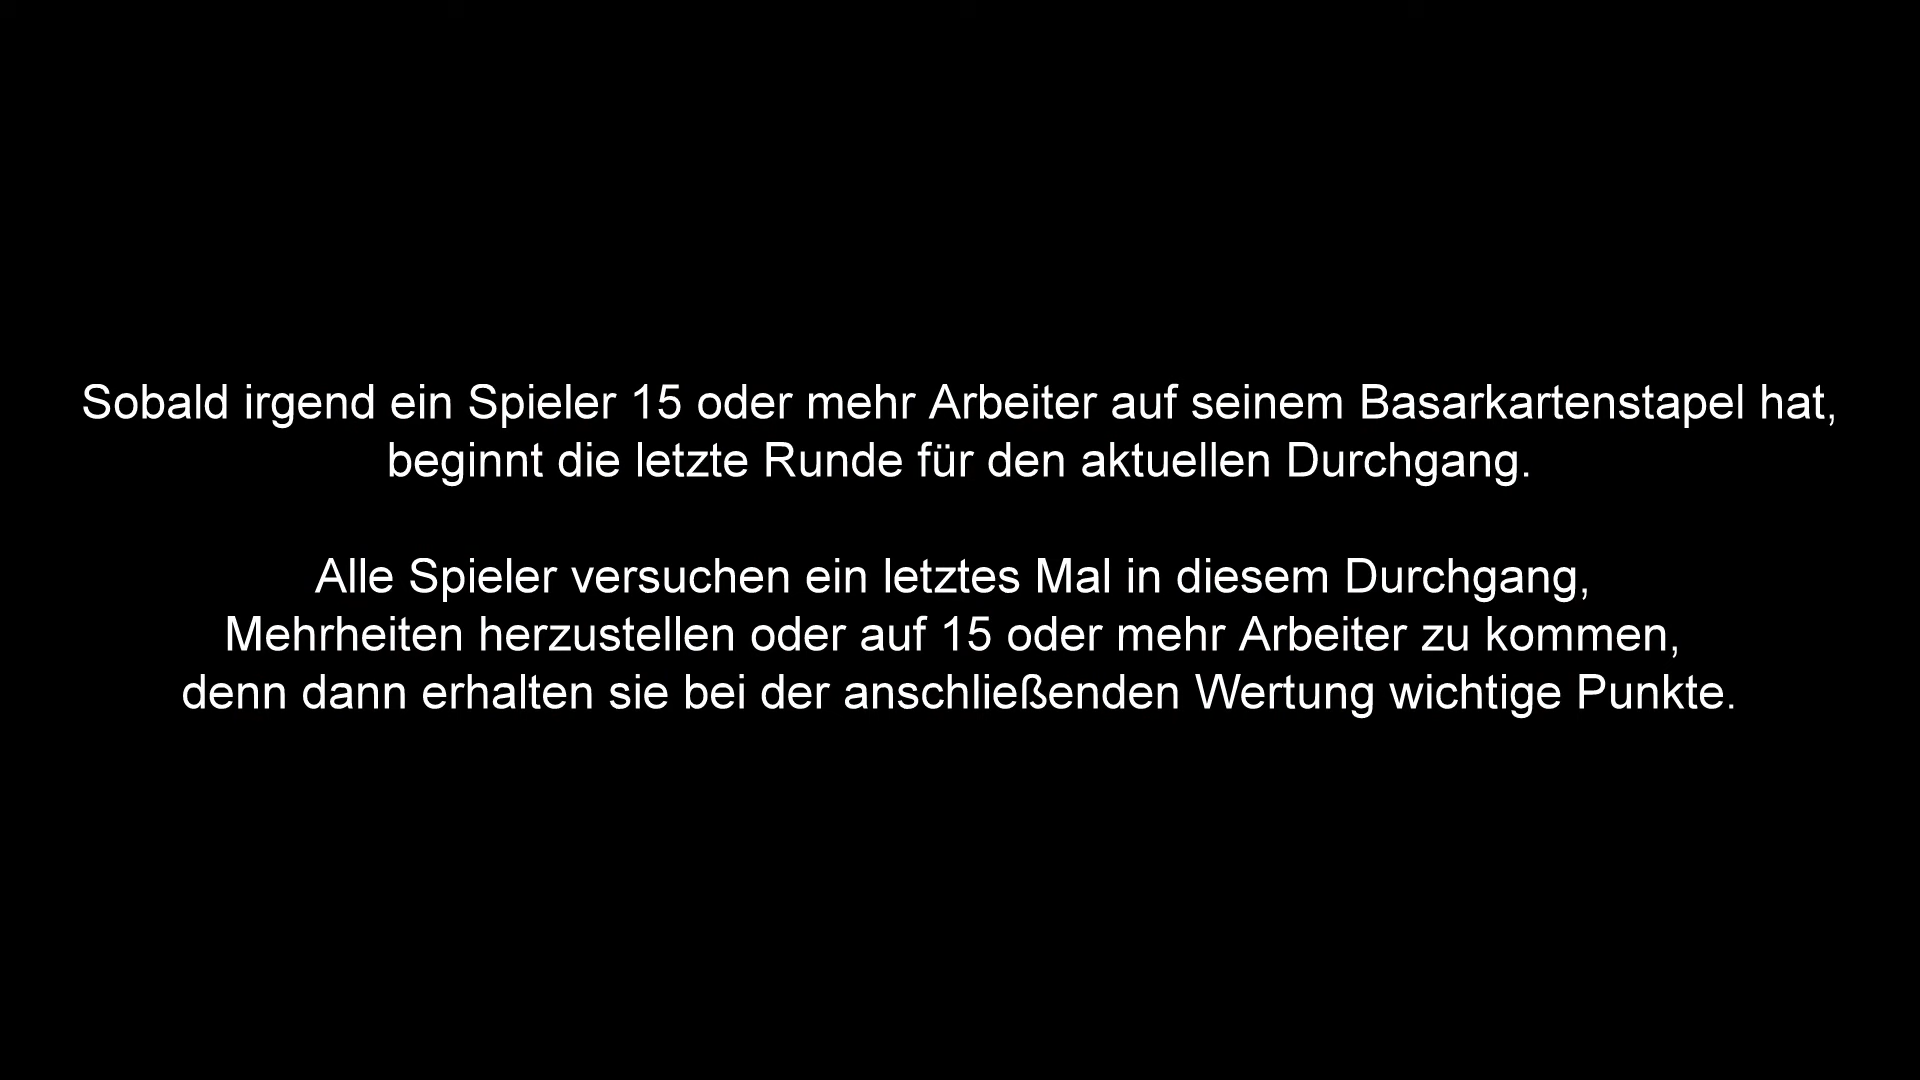 Sobald irgend ein Spieler 15 oder mehr Arbeiter auf seinem Basarkartenstapel hat,
beginnt die letzte Runde für den aktuellen Durchgang.
Alle Spieler versuchen ein letztes Mal in diesem Durchgang,
Mehrheiten herzustellen oder auf 15 oder mehr Arbeiter zu kommen,
denn dann erhalten sie bei der anschließenden Wertung wichtige Punkte.